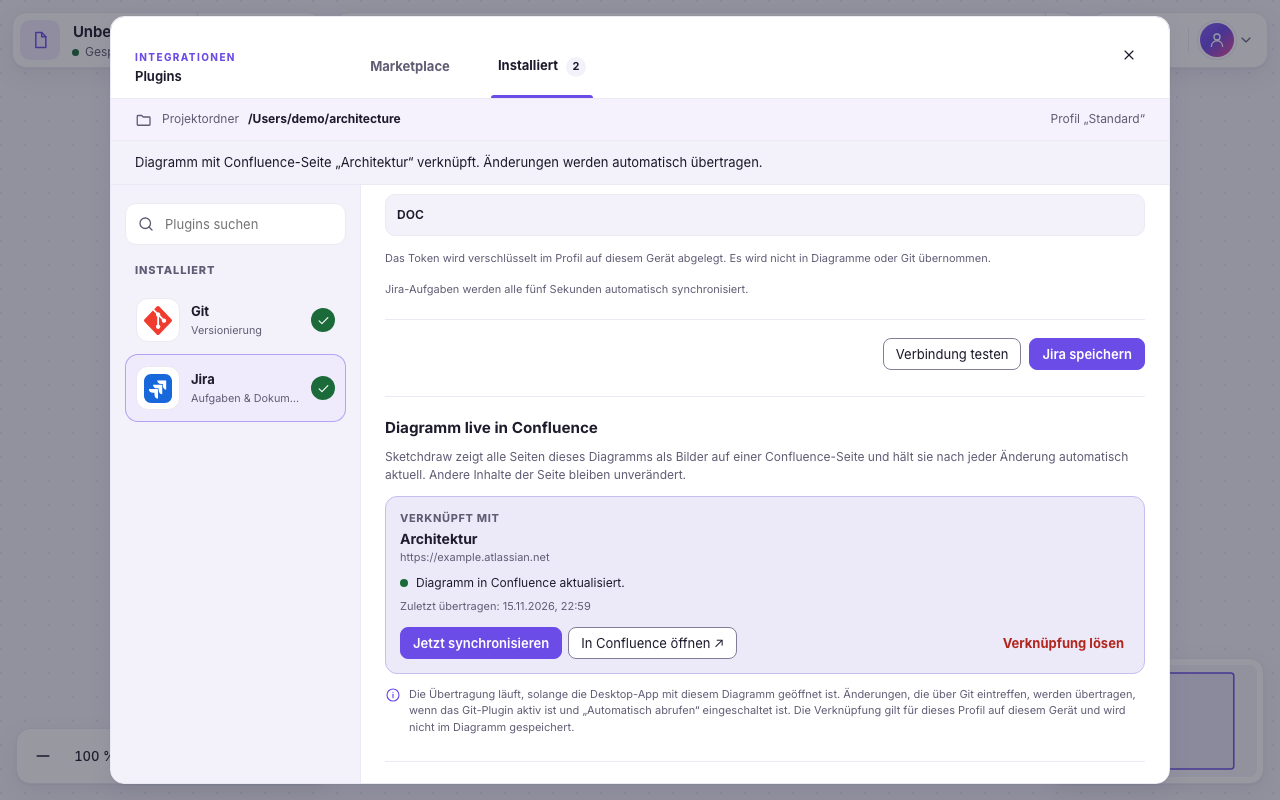 Unbe
Gesp
INTEGRATIONEN
Plugins
Marketplace
Installiert 2
Projektordner /Users/demo/architecture
Profil „Standard“
Diagramm mit Confluence-Seite „Architektur“ verknüpft. Änderungen werden automatisch übertragen.
Plugins suchen
INSTALLIERT
Git
Versionierung
Jira
Aufgaben & Dokum...
DOC
Das Token wird verschlüsselt im Profil auf diesem Gerät abgelegt. Es wird nicht in Diagramme oder Git übernommen.
Jira-Aufgaben werden alle fünf Sekunden automatisch synchronisiert.
Verbindung testen
Jira speichern
Diagramm live in Confluence
Sketchdraw zeigt alle Seiten dieses Diagramms als Bilder auf einer Confluence-Seite und hält sie nach jeder Änderung automatisch
aktuell. Andere Inhalte der Seite bleiben unverändert.
VERKNÜPFT MIT
Architektur
https://example.atlassian.net
Diagramm in Confluence aktualisiert.
Zuletzt übertragen: 15.11.2026, 22:59
Jetzt synchronisieren
In Confluence öffnen ↗
Verknüpfung lösen
Die Übertragung läuft, solange die Desktop-App mit diesem Diagramm geöffnet ist. Änderungen, die über Git eintreffen, werden übertragen,
wenn das Git-Plugin aktiv ist und „Automatisch abrufen“ eingeschaltet ist. Die Verknüpfung gilt für dieses Profil auf diesem Gerät und wird
nicht im Diagramm gespeichert.
100 %